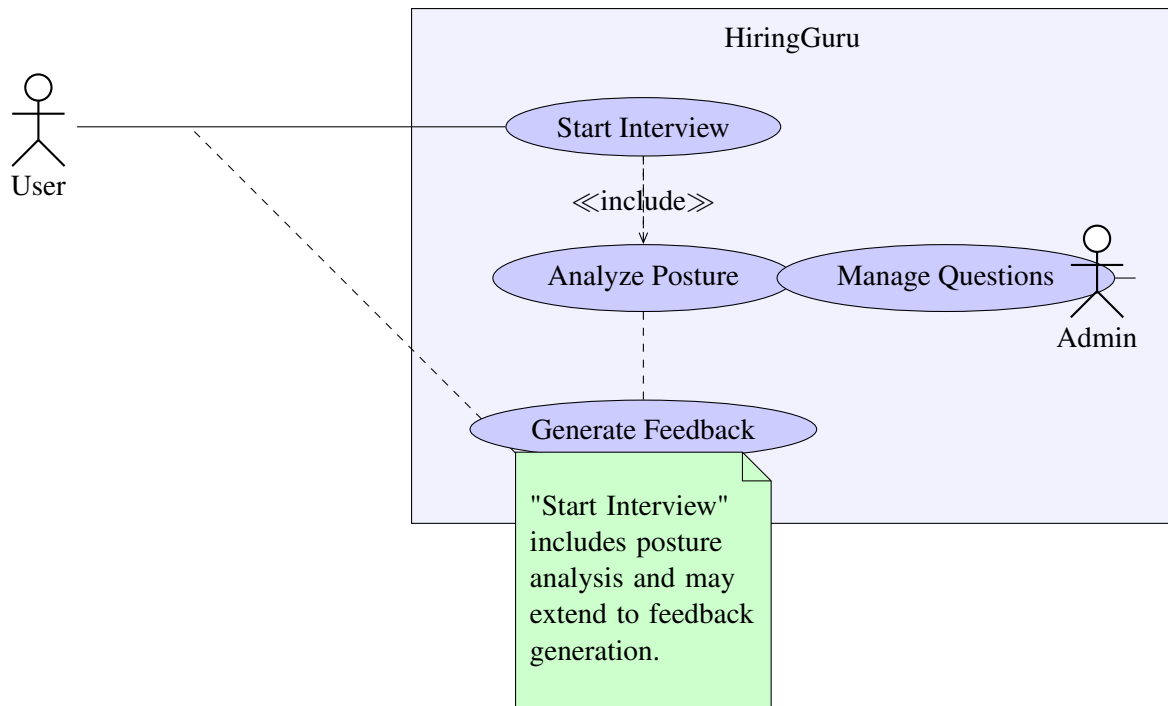 HiringGuru
Start Interview
User
≪include≫
Analyze Posture
Manage Questions
Admin
Generate Feedback
"Start Interview"
includes posture
analysis and may
extend to feedback
generation.